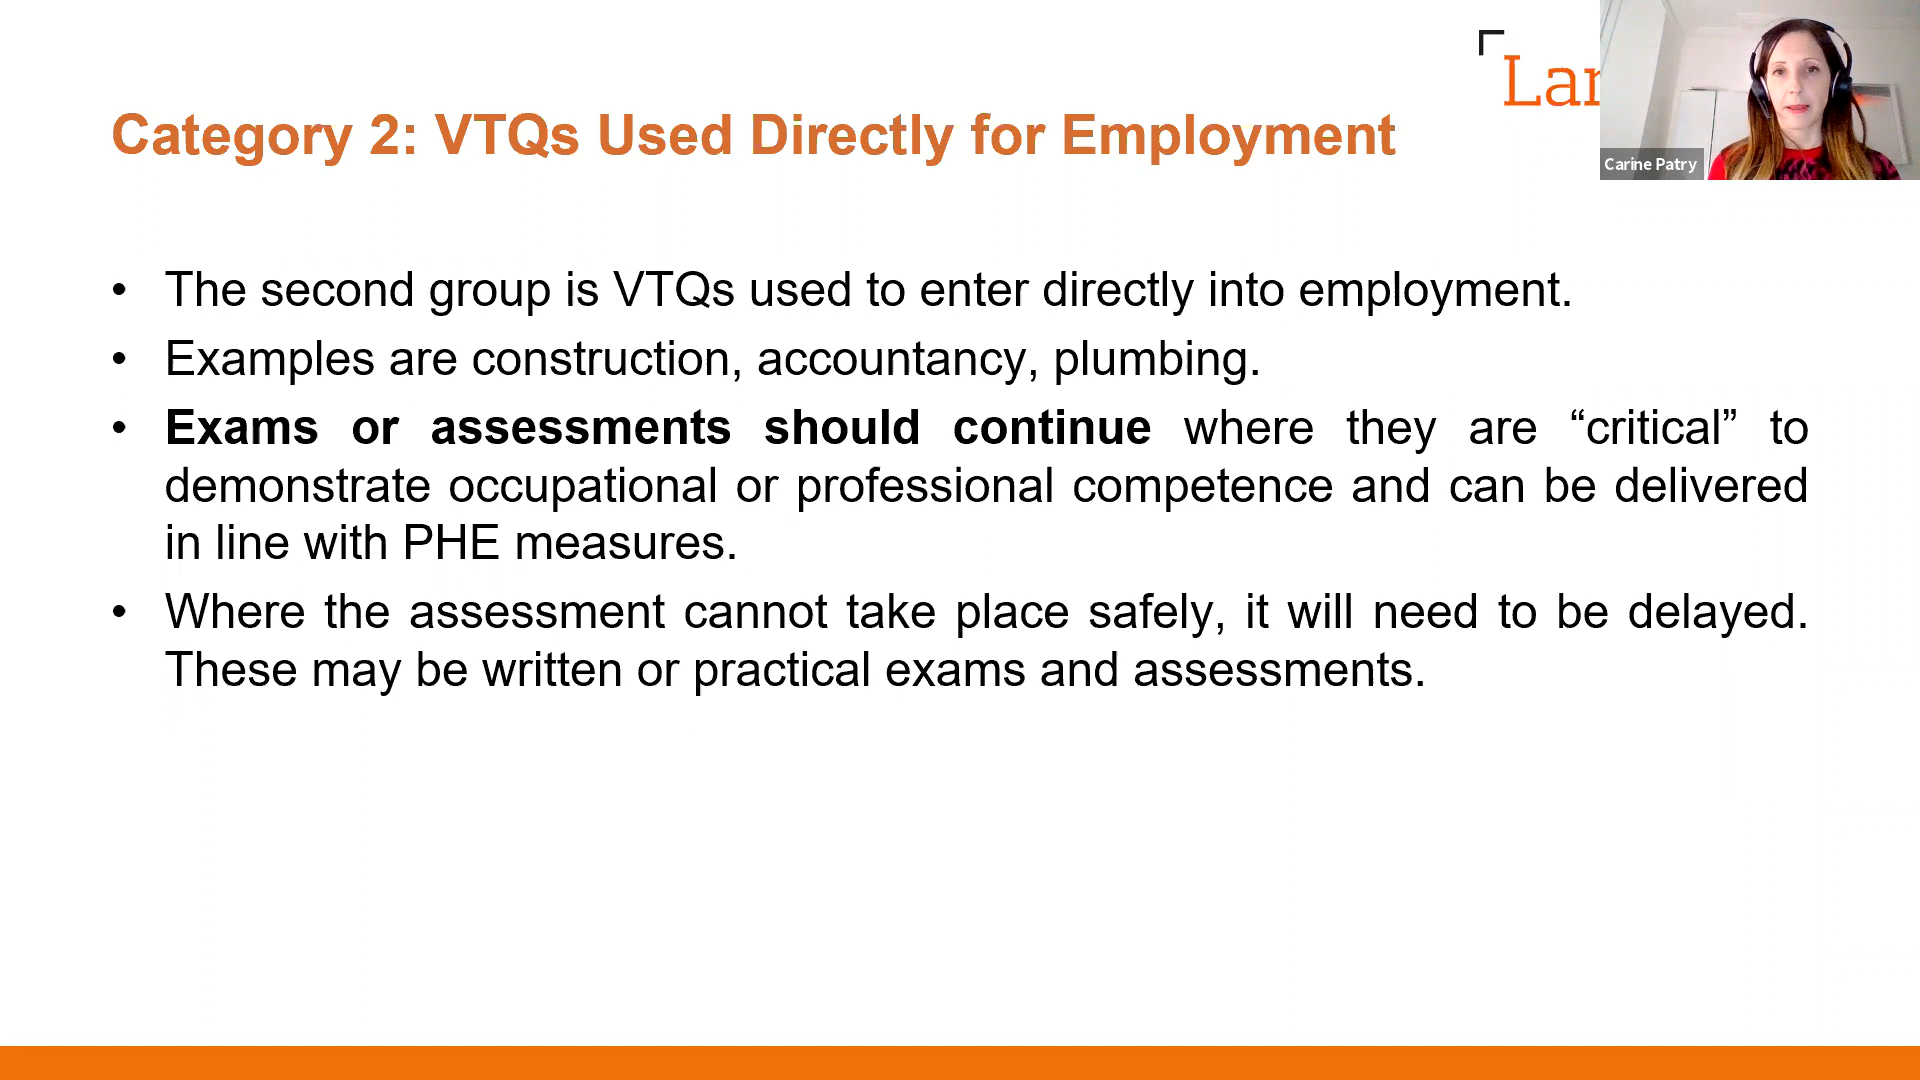 Lan
Carine Patry
Category 2: VTQs Used Directly for Employment
• The second group is VTQs used to enter directly into employment.
• Examples are construction, accountancy, plumbing.
• Exams or assessments should continue where they are “critical” to
demonstrate occupational or professional competence and can be delivered
in line with PHE measures.
• Where the assessment cannot take place safely, it will need to be delayed.
These may be written or practical exams and assessments.